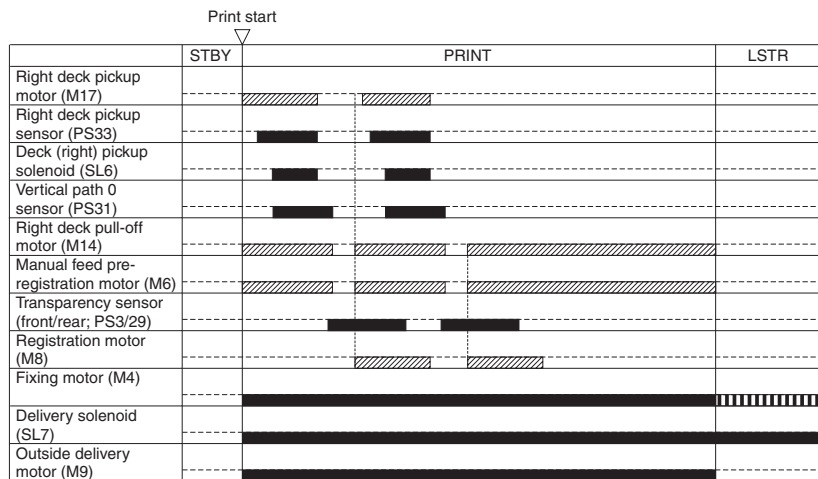 Print start
STBY PRINT LSTR
Right deck pickup
motor (M17)
Right deck pickup
sensor (PS33)
Deck (right) pickup
solenoid (SL6)
Vertical path 0
sensor (PS31)
Right deck pull-off
motor (M14)
Manual feed pre-
registration motor (M6)
Transparency sensor
(front/rear; PS3/29)
Registration motor
(M8)
Fixing motor (M4)
Delivery solenoid
(SL7)
Outside delivery
motor (M9)